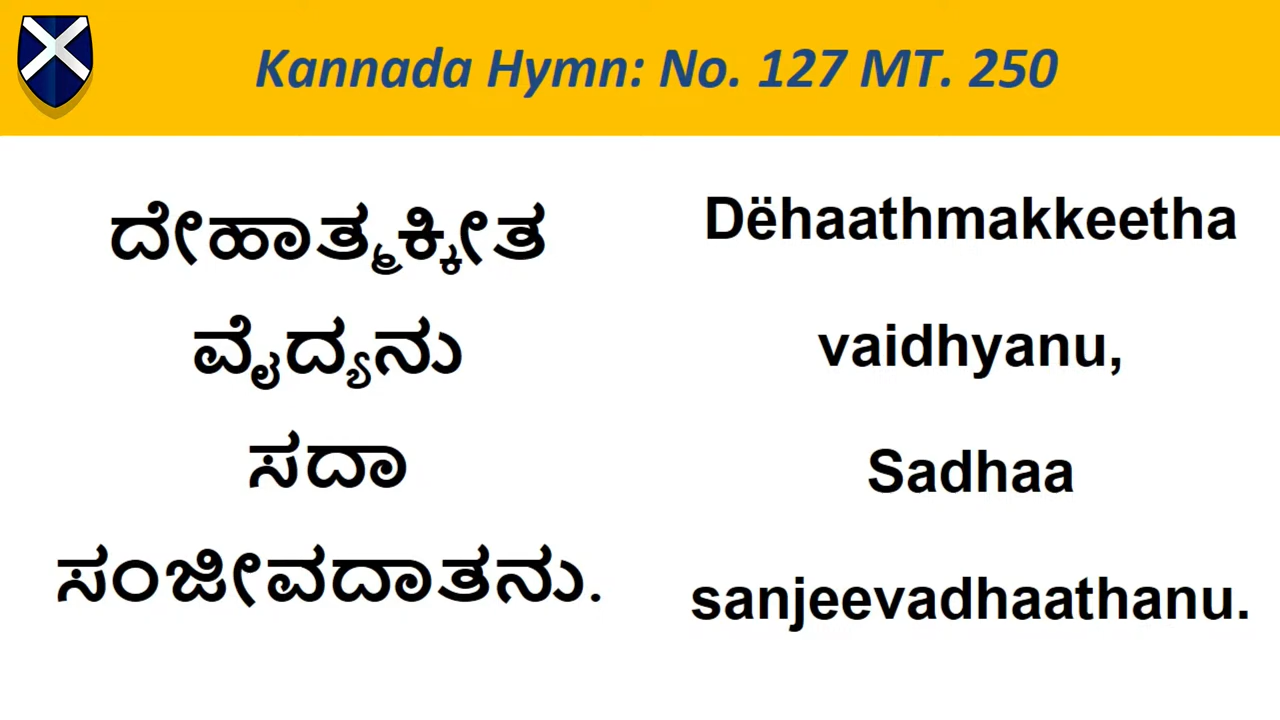 Kannada Hymn: No. 127 MT. 250
ದೇಹಾತ್ಮಕ್ಕೀತ
ವೈದ್ಯನು
ಸದಾ
ಸಂಜೀವದಾತನು.
Dëhaathmakkeetha
vaidhyanu,
Sadhaa
sanjeevadhaathanu.